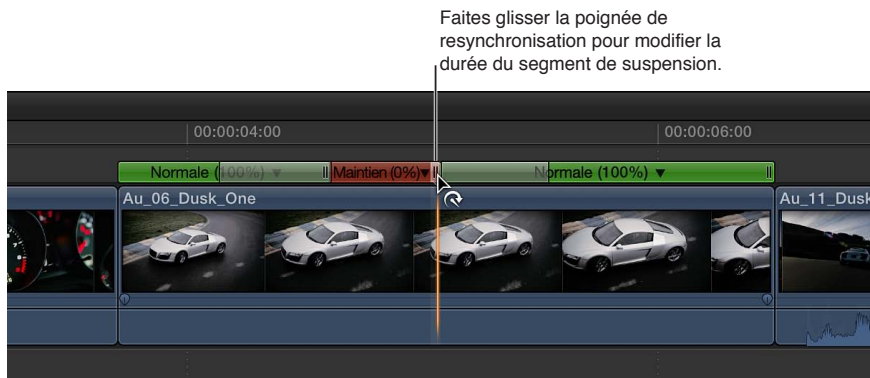 Faites glisser la poignée de
resynchronisation pour modifier la
durée du segment de suspension.
00:00:04:00 00:00:06:00
Normale (100%) Maintien (0%) Normale (100%)
Au_06_Dusk_One Au_11_Dusk